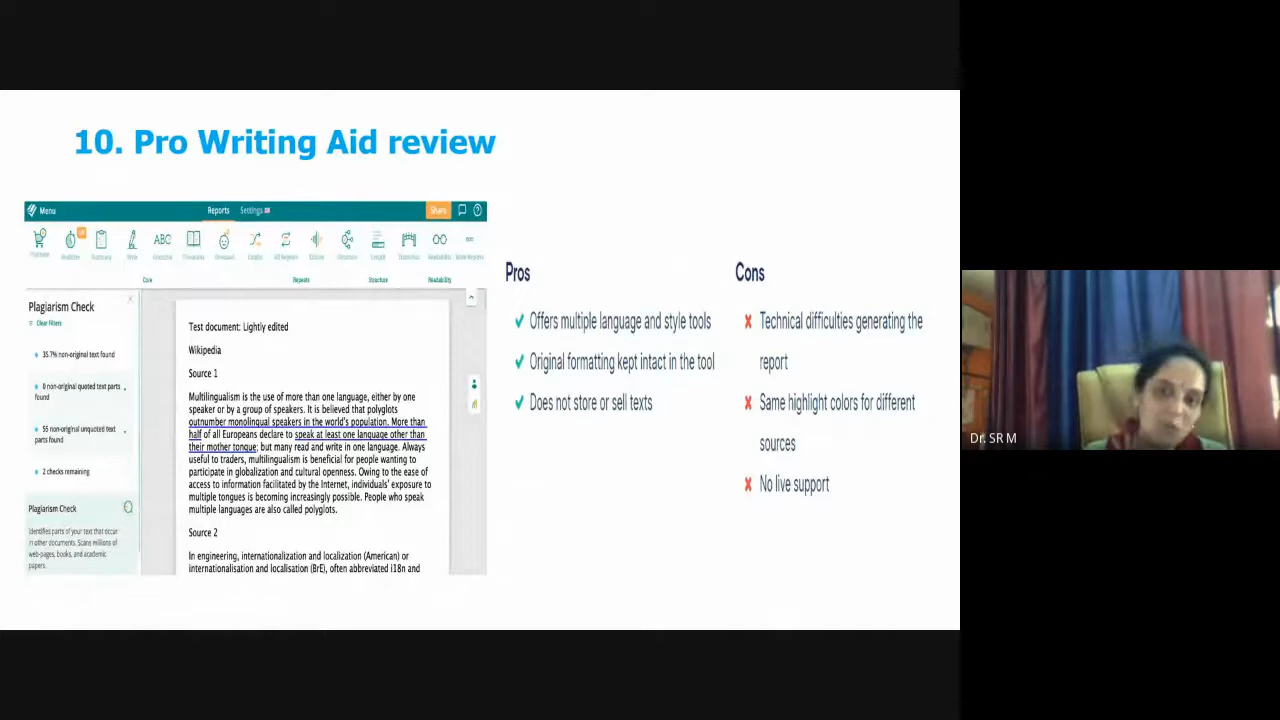 10. Pro Writing Aid review
Menu
Reports
Settings
Share
ABC
Core
Repeats
Structure
Readability
Plagiarism Check
Clear Filters
35.7% non-original text found
0 non-original quoted text parts
found
55 non-original unquoted text
parts found
2 checks remaining
Plagiarism Check
Identifies parts of your text that occur
in other documents. Scans millions of
web-pages, books, and academic
papers.
Test document: Lightly edited
Wikipedia
Source 1
Multilingualism is the use of more than one language, either by one
speaker or by a group of speakers. It is believed that polyglots
outnumber monolingual speakers in the world's population. More than
half of all Europeans declare to speak at least one language other than
their mother tongue; but many read and write in one language. Always
useful to traders, multilingualism is beneficial for people wanting to
participate in globalization and cultural openness. Owing to the ease of
access to information facilitated by the Internet, individuals' exposure to
multiple tongues is becoming increasingly possible. People who speak
multiple languages are also called polyglots.
Source 2
In engineering, internationalization and localization (American) or
internationalisation and localisation (BrE), often abbreviated i18n and
Pros
Offers multiple language and style tools
Original formatting kept intact in the tool
Does not store or sell texts
Cons
Technical difficulties generating the
report
Same highlight colors for different
sources
No live support
Dr. SR M